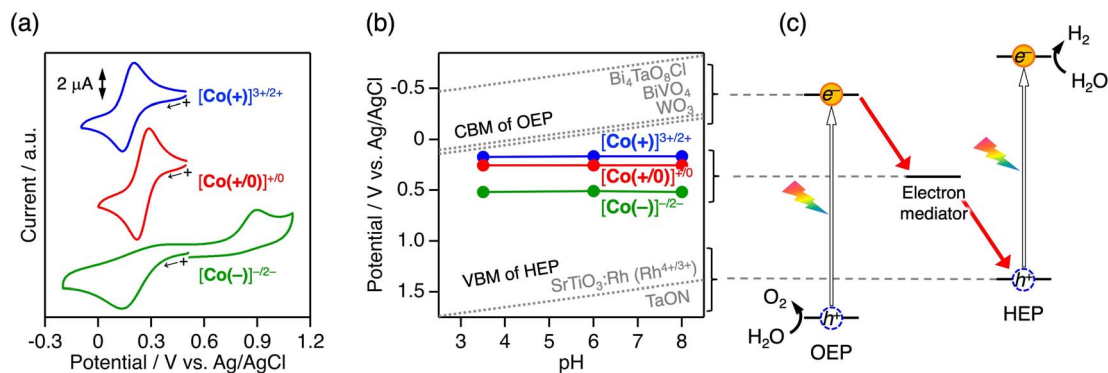 (a)
2 μA
[Co(+)]3+/2+
[Co(+/0)]+/0
[Co(–)]–/2–
Current / a.u.
-0.3 0 0.3 0.6 0.9 1.2
Potential / V vs. Ag/AgCl
(b)
Potential / V vs. Ag/AgCl
-0.5
0
0.5
1.0
1.5
Bi4TaO8Cl
BiVO4
WO3
CBM of OEP
[Co(+)]3+/2+
[Co(+/0)]+/0
[Co(–)]–/2–
VBM of HEP
SrTiO3:Rh (Rh4+/3+)
TaON
3 4 5 6 7 8
pH
(c)
e–
H2
H2O
e–
Electron
mediator
h+
HEP
O2
H2O
h+
OEP